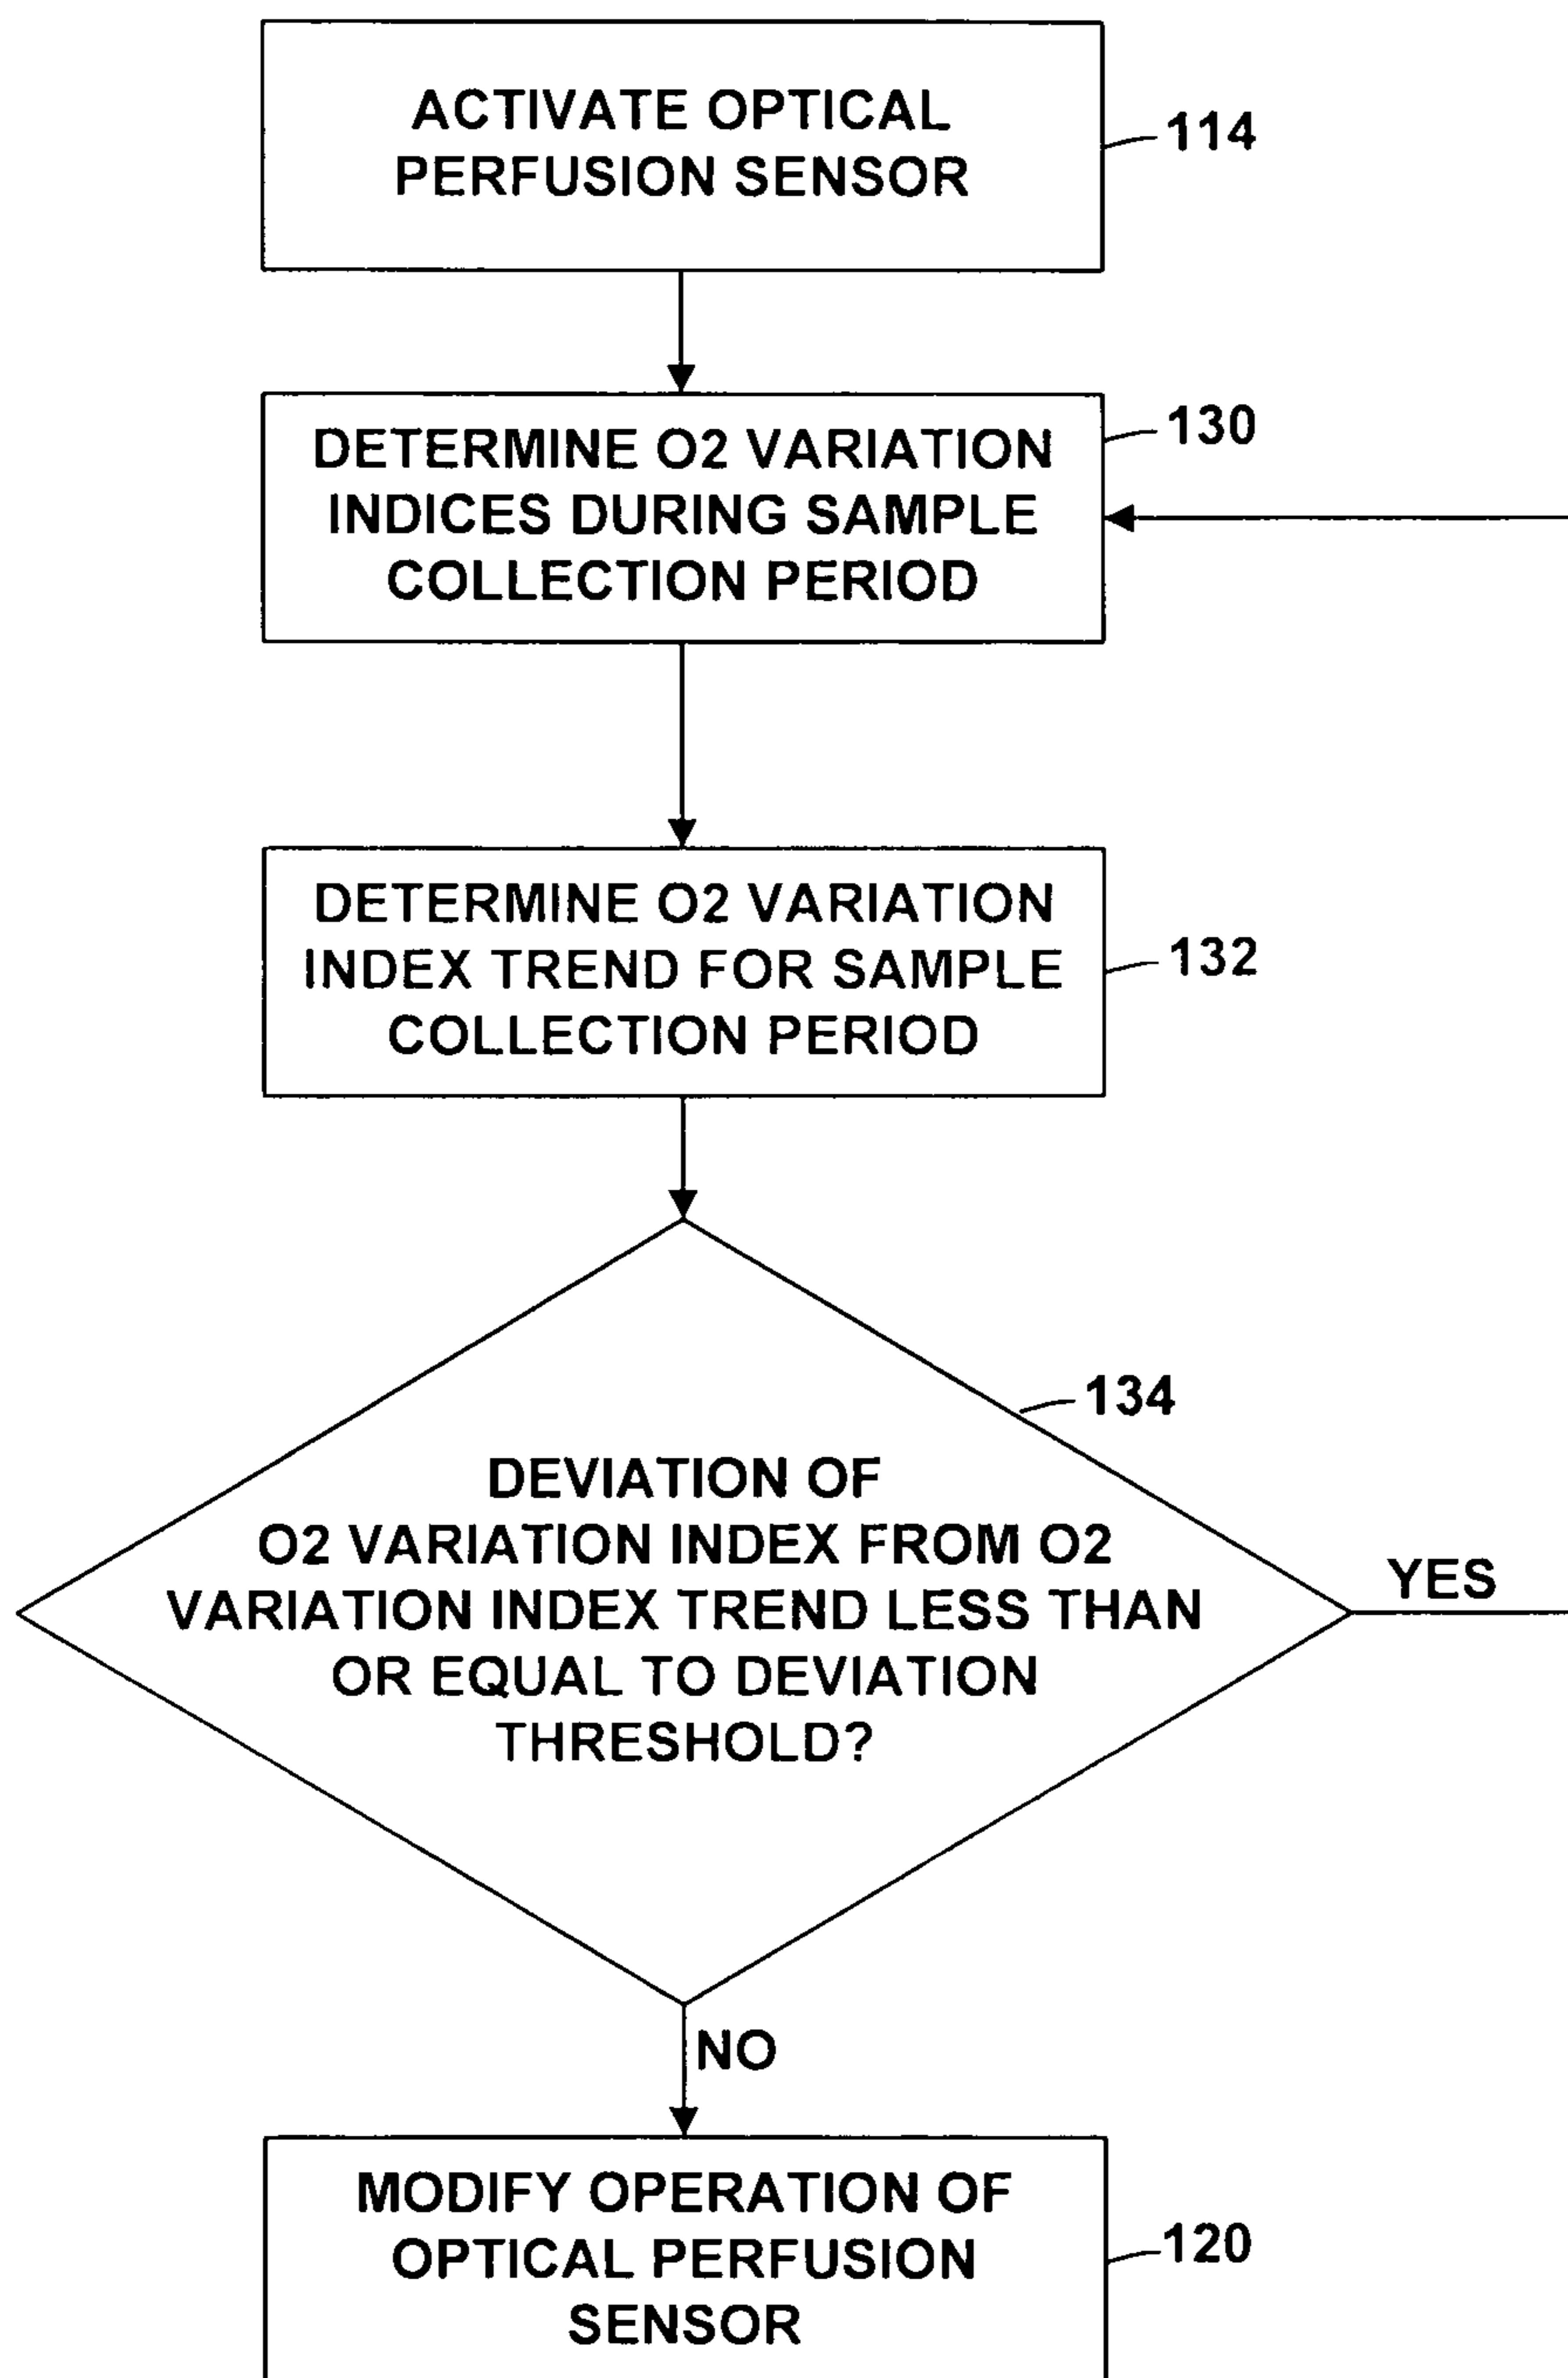 ACTIVATE OPTICAL
PERFUSION SENSOR
114
DETERMINE O2 VARIATION
INDICES DURING SAMPLE
COLLECTION PERIOD
130
DETERMINE O2 VARIATION
INDEX TREND FOR SAMPLE
COLLECTION PERIOD
132
134
DEVIATION OF
O2 VARIATION INDEX FROM O2
VARIATION INDEX TREND LESS THAN
OR EQUAL TO DEVIATION
THRESHOLD?
YES
NO
MODIFY OPERATION OF
OPTICAL PERFUSION
SENSOR
120